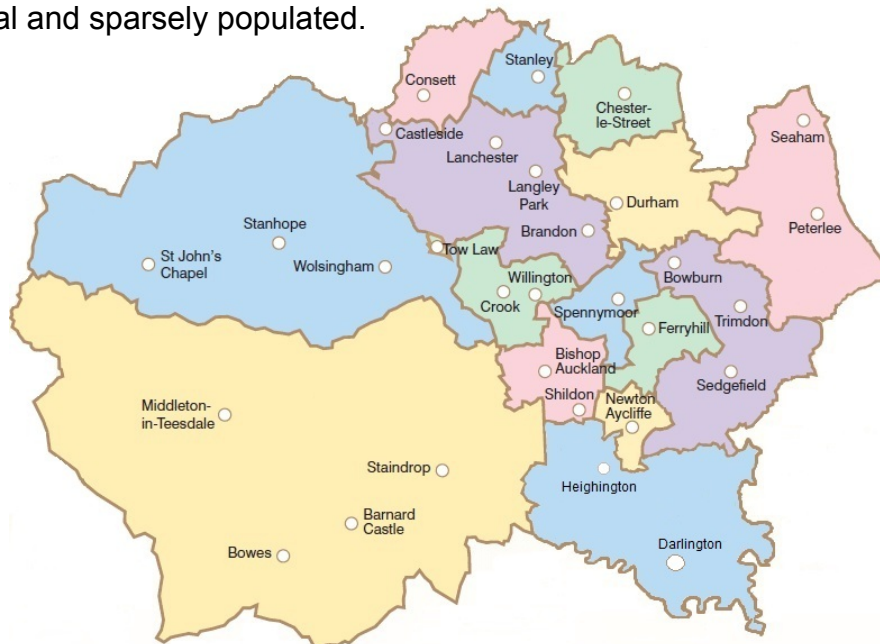 al and sparsely populated.
Stanley
Consett
Chester-
le-Street
Seaham
Castleside
Lanchester
Langley
Park
Durham
Peterlee
Stanhope
Brandon
Tow Law
St John's
Chapel
Wolsingham
Willington
Bowburn
Crook
Spennymoor
Trimdon
Ferryhill
Bishop
Auckland
Sedgefield
Shildon
Newton
Aycliffe
Middleton-
in-Teesdale
Staindrop
Heighington
Barnard
Castle
Bowes
Darlington